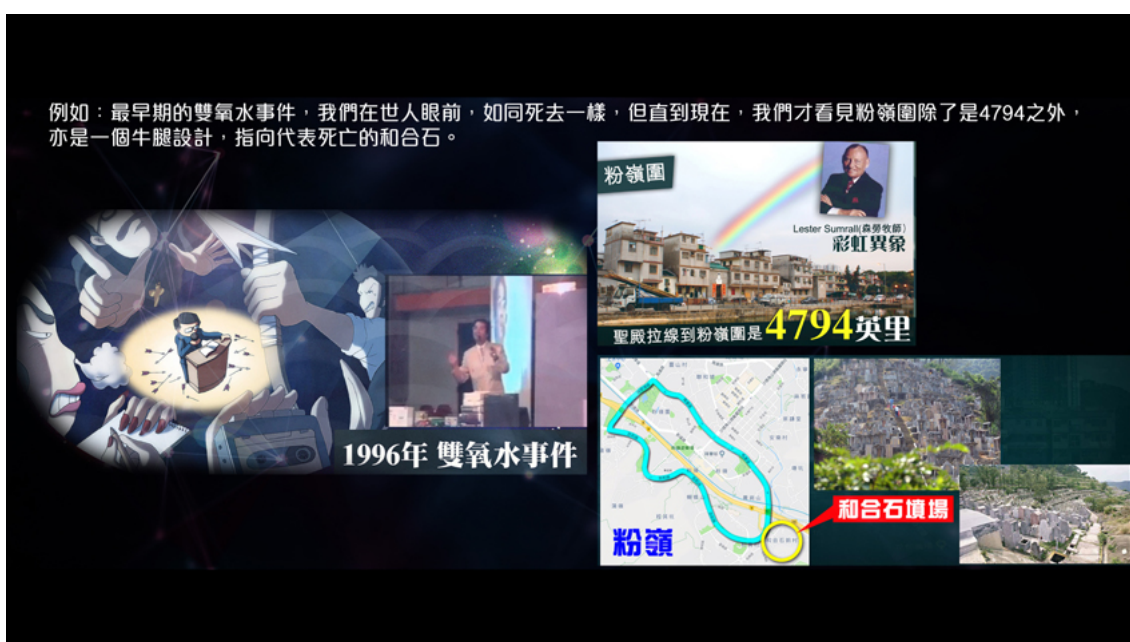 例如：最早期的雙氧水事件，我們在世人眼前，如同死去一樣，但直到現在，我們才看見粉嶺圍除了是4794之外，
亦是一個牛腿設計，指向代表死亡的和合石。
粉嶺圍
Lester Sumrall(森勞牧師)
彩虹異象
聖殿拉線到粉嶺圍是4794英里
1996年 雙氧水事件
和合石墳場
粉嶺